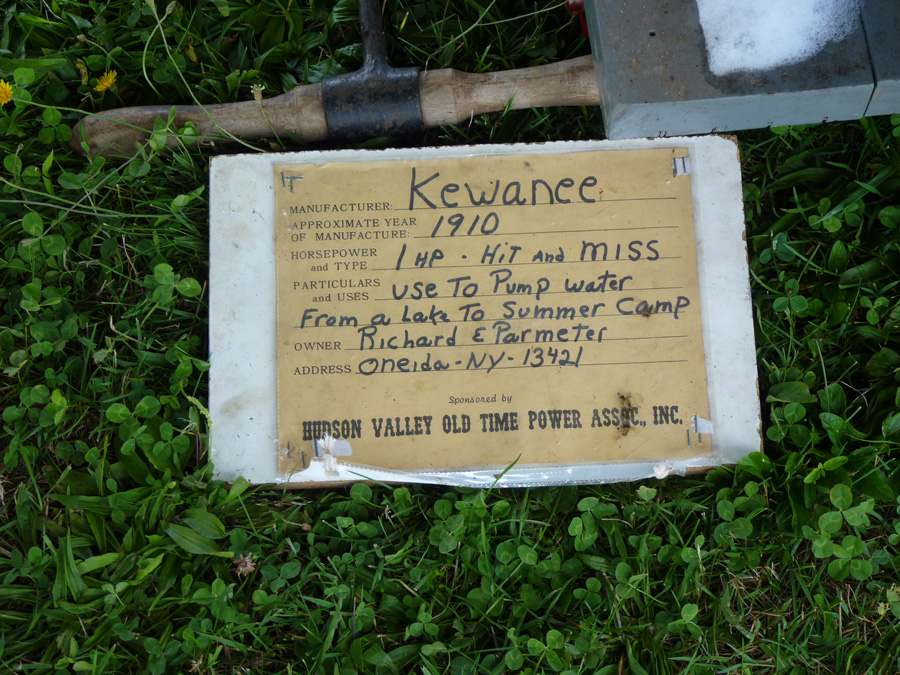 MANUFACTURER: Kewanee
APPROXIMATE YEAR
OF MANUFACTURE: 1910
HORSEPOWER
and TYPE 1 HP - HiT And MISS
PARTICULARS
and USES use To Pump water
From a Lake To Summer Camp
OWNER Richard E Parmeter
ADDRESS Oneida - NY - 13421
Sponsored by
HUDSON VALLEY OLD TIME POWER ASSOC., INC.